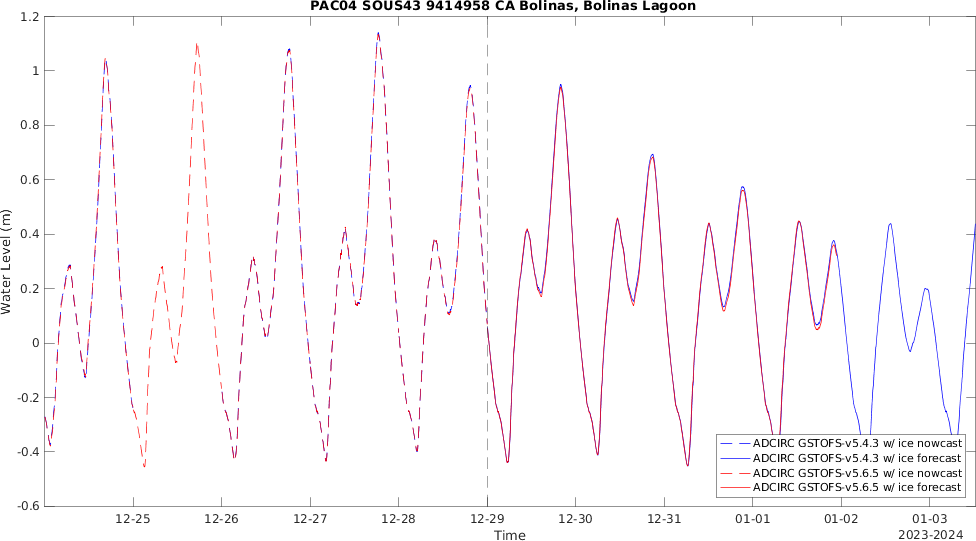 PAC04 SOUS43 9414958 CA Bolinas, Bolinas Lagoon
1.2
1
0.8
0.6
0.4
0.2
0
-0.2
-0.4
-0.6
Water Level (m)
ADCIRC GSTOFS-v5.4.3 w/ ice nowcast
ADCIRC GSTOFS-v5.4.3 w/ ice forecast
ADCIRC GSTOFS-v5.6.5 w/ ice nowcast
ADCIRC GSTOFS-v5.6.5 w/ ice forecast
12-25 12-26 12-27 12-28 12-29 12-30 12-31 01-01 01-02 01-03
Time
2023-2024